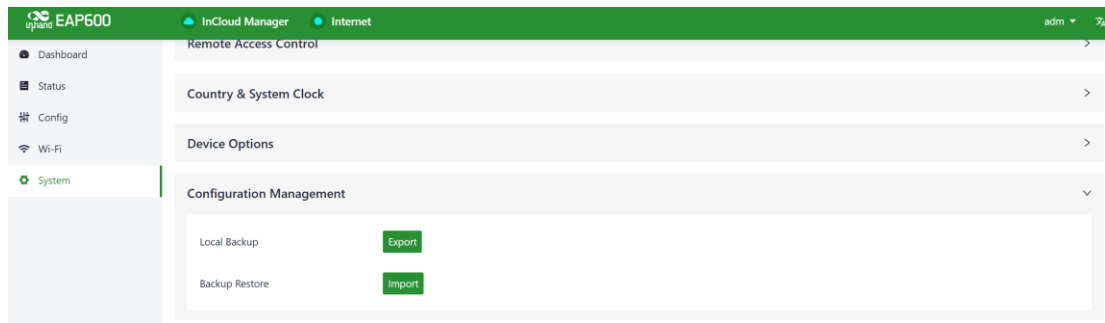 inhand EAP600
InCloud Manager
Internet
adm
Dashboard
Status
Config
Wi-Fi
System
Remote Access Control
Country & System Clock
Device Options
Configuration Management
Local Backup
Export
Backup Restore
Import